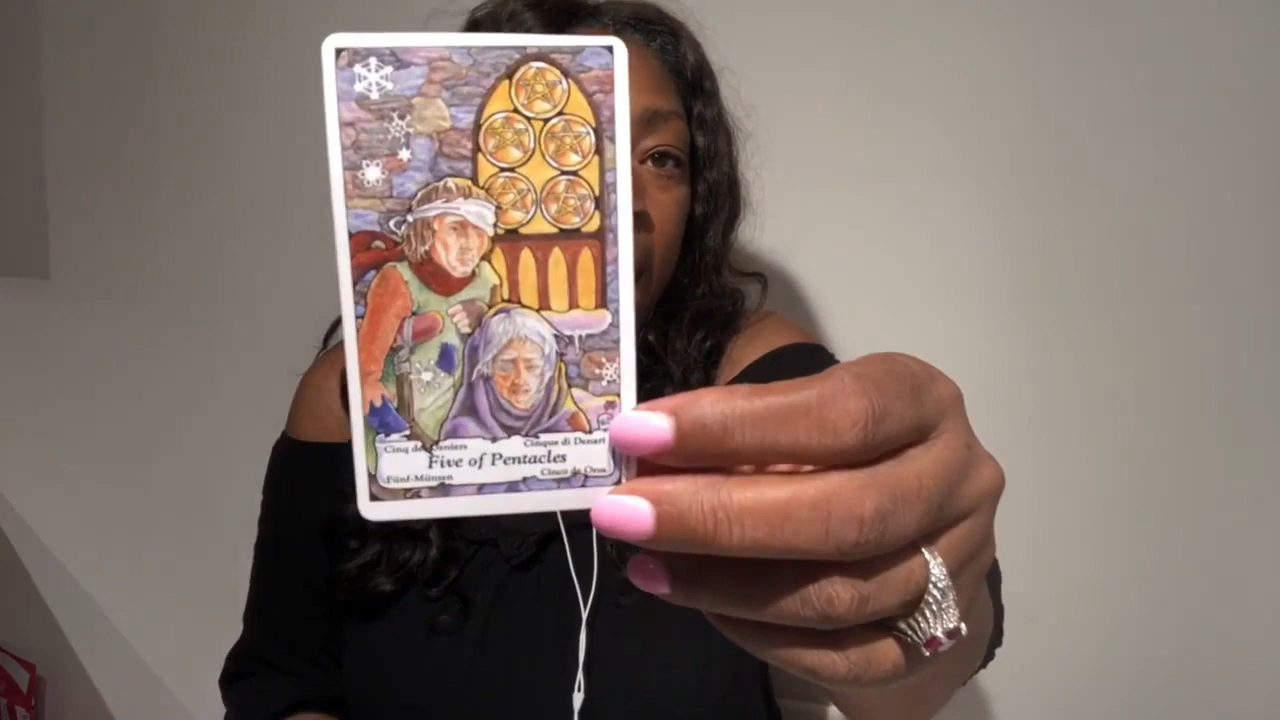 Cinq de Deniers Cinque di Denari
Five of Pentacles
Fünf-Münzen Cinco de Oros